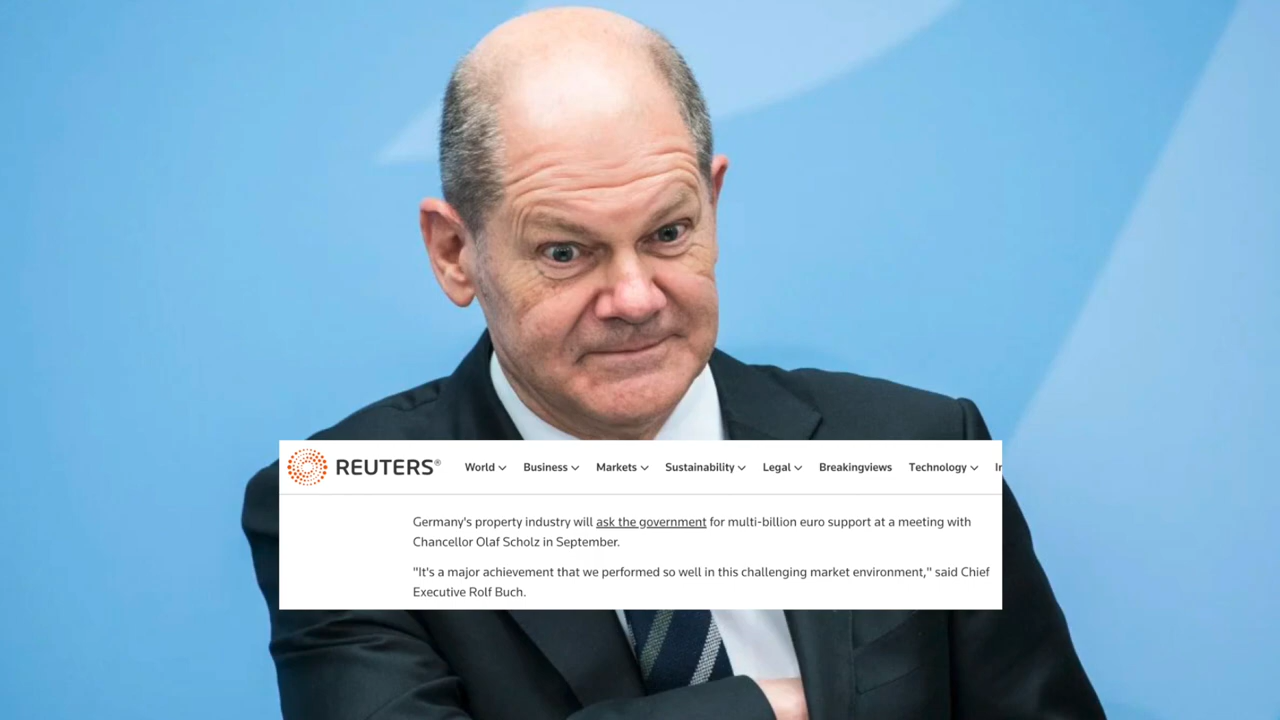 REUTERS®
World Business Markets Sustainability Legal Breakingviews Technology
Germany's property industry will ask the government for multi-billion euro support at a meeting with
Chancellor Olaf Scholz in September.
"It's a major achievement that we performed so well in this challenging market environment," said Chief
Executive Rolf Buch.